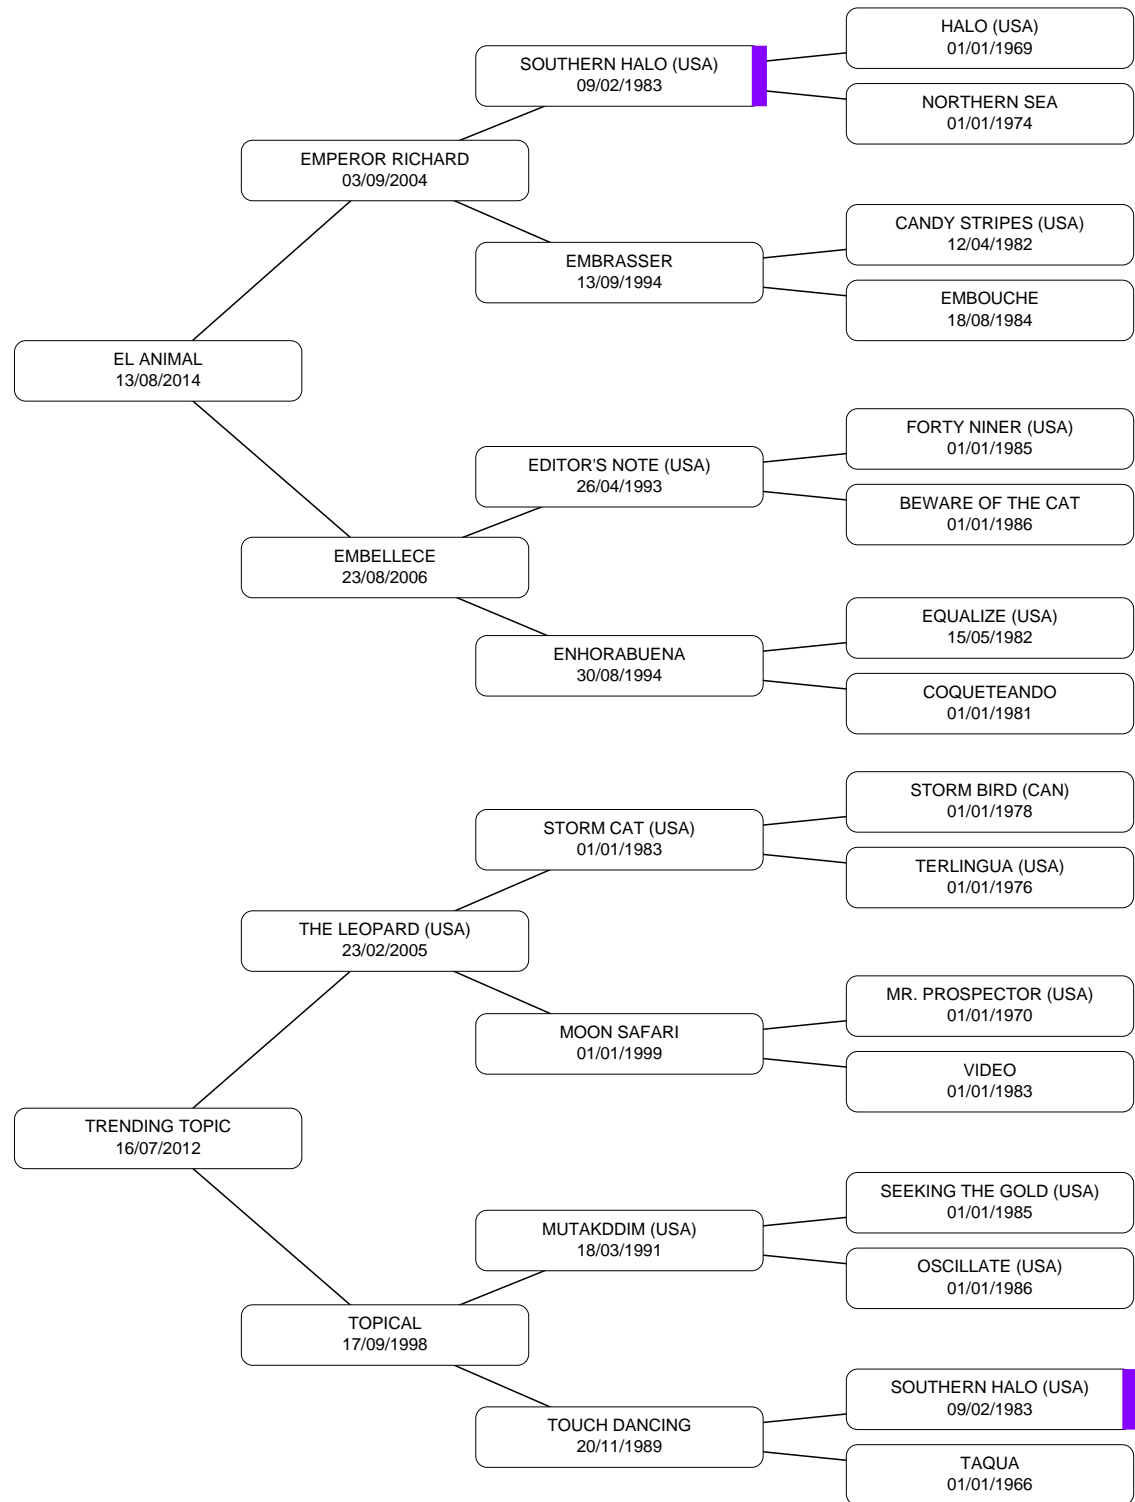 HALO (USA)
01/01/1969
SOUTHERN HALO (USA)
09/02/1983
NORTHERN SEA
01/01/1974
EMPEROR RICHARD
03/09/2004
CANDY STRIPES (USA)
12/04/1982
EMBRASSER
13/09/1994
EMBOUCHE
18/08/1984
EL ANIMAL
13/08/2014
FORTY NINER (USA)
01/01/1985
EDITOR'S NOTE (USA)
26/04/1993
BEWARE OF THE CAT
01/01/1986
EMBELLECE
23/08/2006
EQUALIZE (USA)
15/05/1982
ENHORABUENA
30/08/1994
COQUETEANDO
01/01/1981
STORM BIRD (CAN)
01/01/1978
STORM CAT (USA)
01/01/1983
TERLINGUA (USA)
01/01/1976
THE LEOPARD (USA)
23/02/2005
MR. PROSPECTOR (USA)
01/01/1970
MOON SAFARI
01/01/1999
VIDEO
01/01/1983
TRENDING TOPIC
16/07/2012
SEEKING THE GOLD (USA)
01/01/1985
MUTAKDDIM (USA)
18/03/1991
OSCILLATE (USA)
01/01/1986
TOPICAL
17/09/1998
SOUTHERN HALO (USA)
09/02/1983
TOUCH DANCING
20/11/1989
TAQUA
01/01/1966